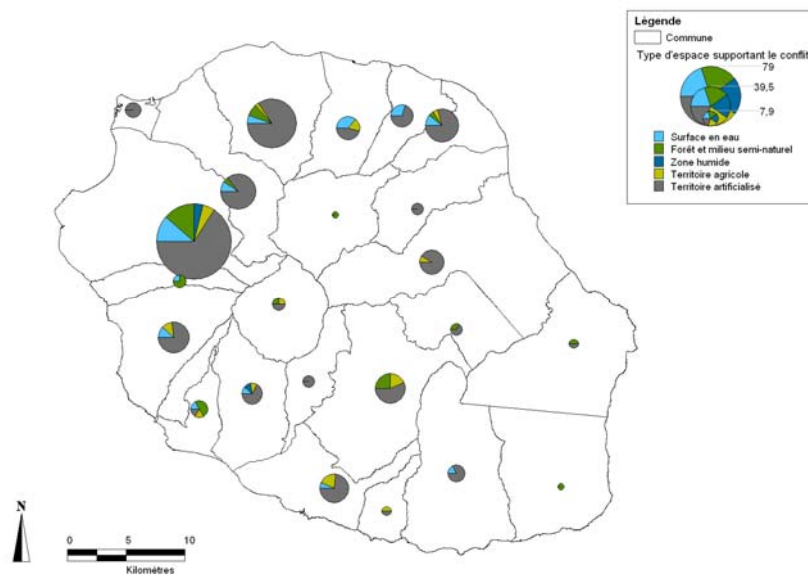 Légende
Commune
Type d'espace supportant le conflit
79
39,5
7,9
Surface en eau
Forêt et milieu semi-naturel
Zone humide
Territoire agricole
Territoire artificialisé
N
0 5 10
Kilomètres